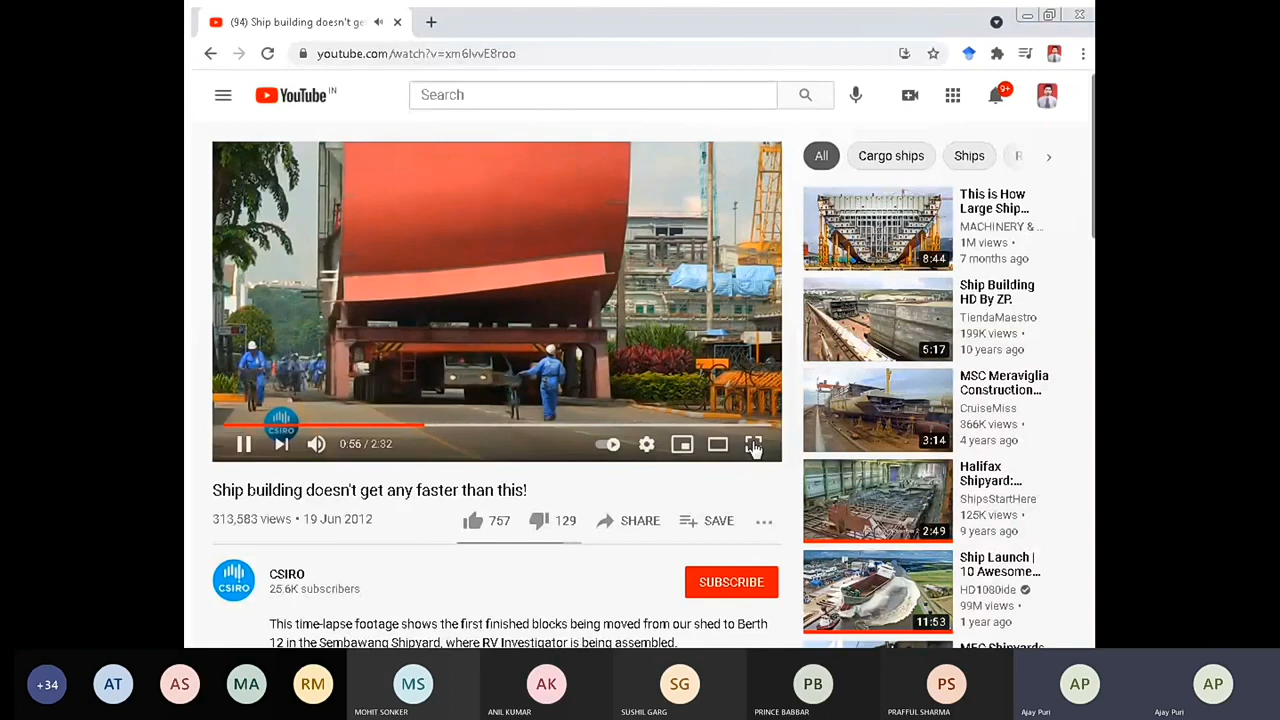 (94) Ship building doesn't ge
youtube.com/watch?v=xm6IvvE8roo
YouTube IN
Search
9+
All
Cargo ships
Ships
R
CSIRO
0:56 / 2:32
Ship building doesn't get any faster than this!
313,583 views • 19 Jun 2012
757
129
SHARE
SAVE
CSIRO
CSIRO
25.6K subscribers
SUBSCRIBE
This time-lapse footage shows the first finished blocks being moved from our shed to Berth
12 in the Sembawang Shipyard, where RV Investigator is being assembled.
8:44
This is How
Large Ship...
MACHINERY & ...
1M views •
7 months ago
5:17
Ship Building
HD By ZP.
TiendaMaestro
199K views •
10 years ago
3:14
MSC Meraviglia
Construction...
CruiseMiss
366K views •
4 years ago
2:49
Halifax
Shipyard:...
ShipsStartHere
125K views •
9 years ago
11:53
Ship Launch |
10 Awesome...
HD1080ide
99M views •
1 year ago
+34
AT
AS
MA
RM
MS
MOHIT SONKER
AK
ANIL KUMAR
SG
SUSHIL GARG
PB
PRINCE BABBAR
PS
PRAFFUL SHARMA
AP
Ajay Puri
AP
Ajay Puri